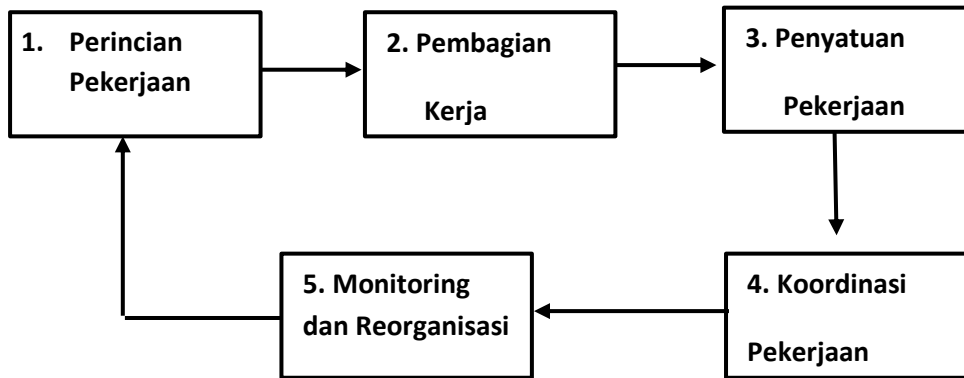 1. Perincian
Pekerjaan
2. Pembagian
Kerja
3. Penyatuan
Pekerjaan
4. Koordinasi
Pekerjaan
5. Monitoring
dan Reorganisasi